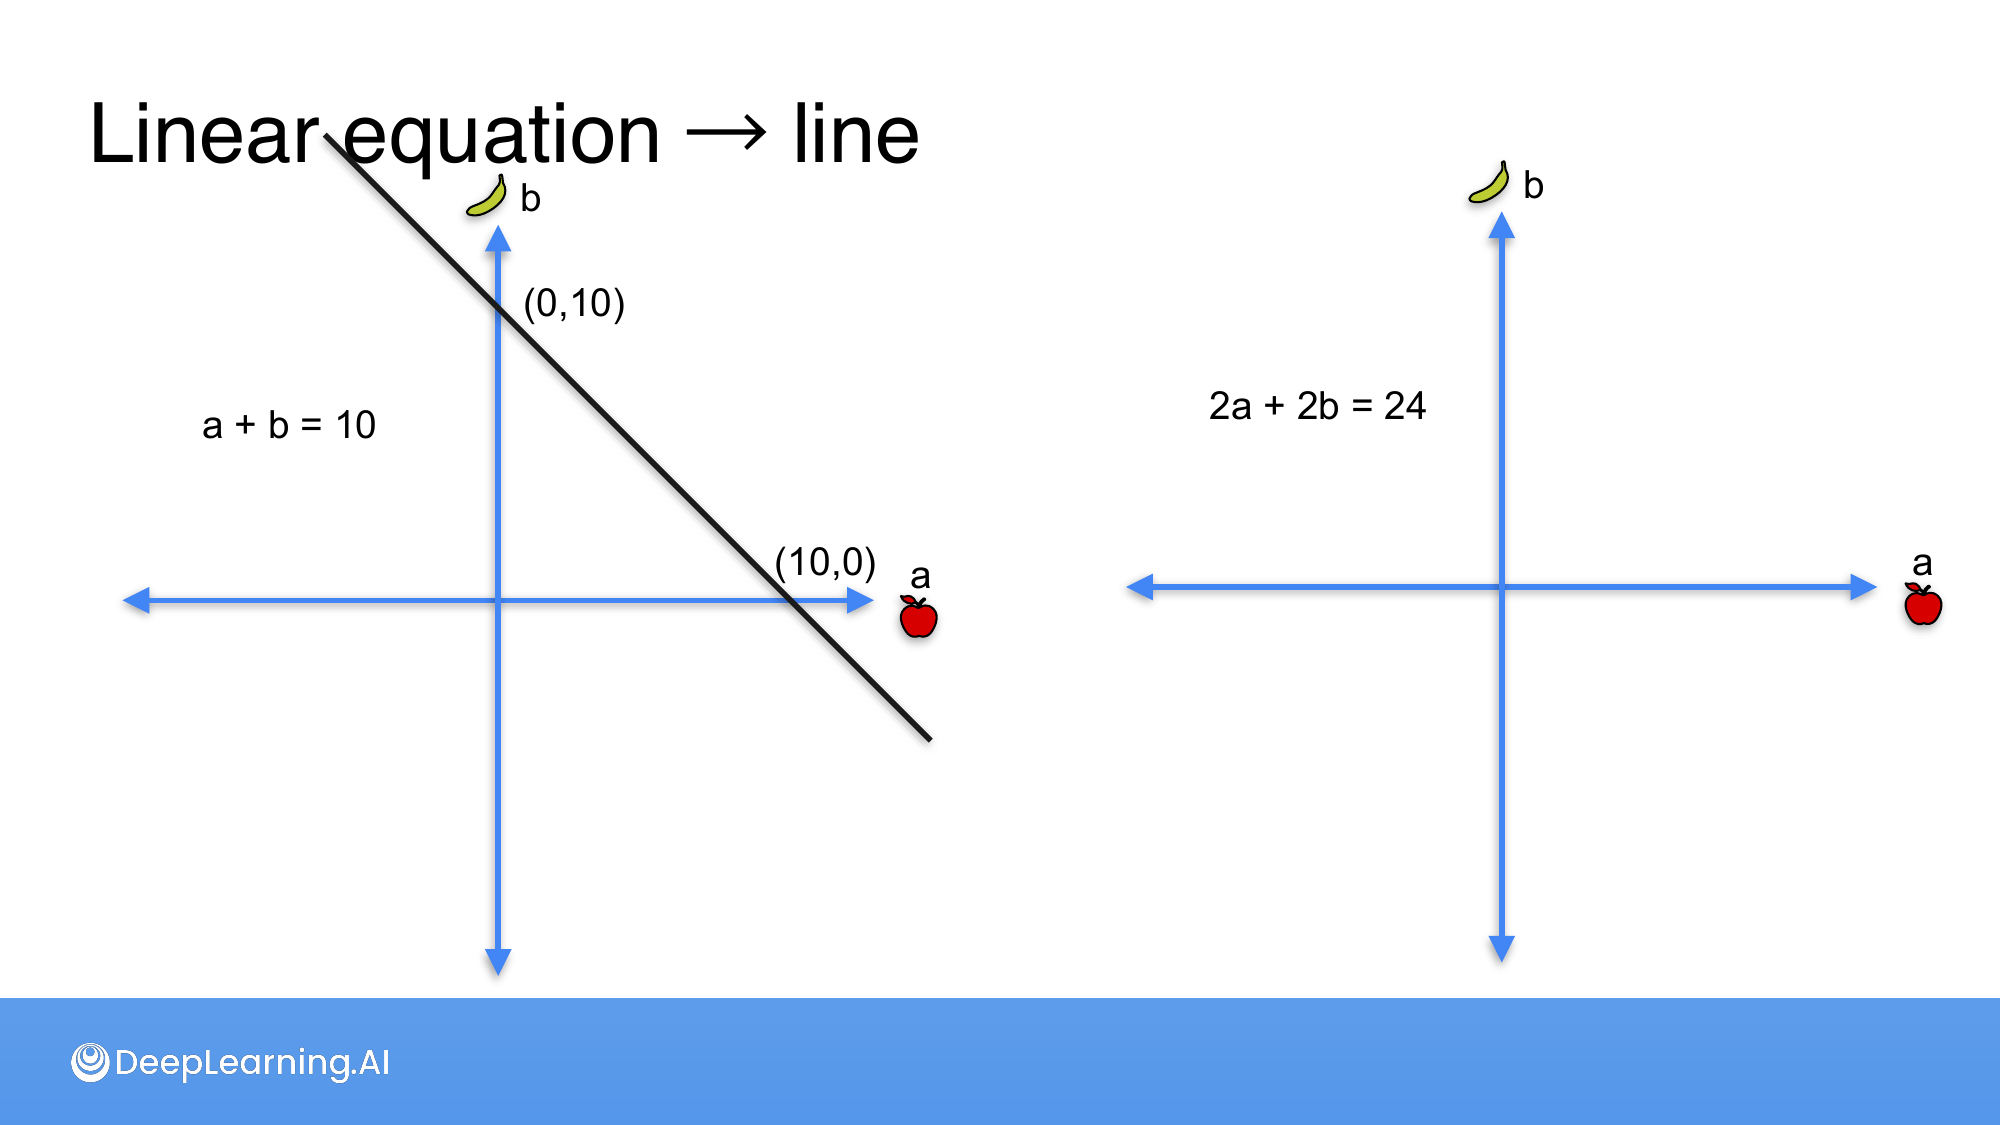 Linear equation → line
b
(0,10)
a + b = 10
(10,0)
a
b
2a + 2b = 24
a
DeepLearning.AI